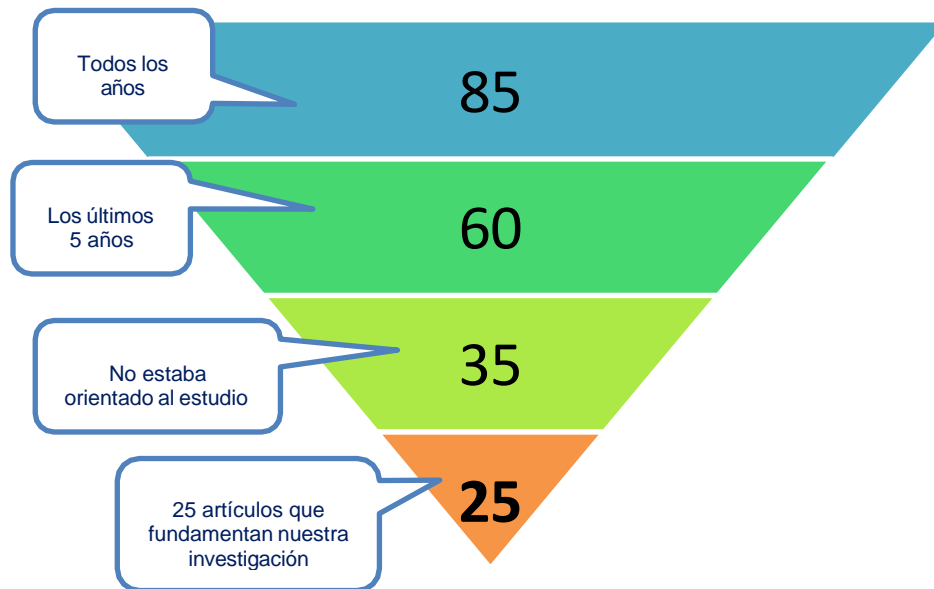 Todos los
años
85
Los últimos
5 años
60
No estaba
orientado al estudio
35
25 artículos que
fundamentan nuestra
investigación
25